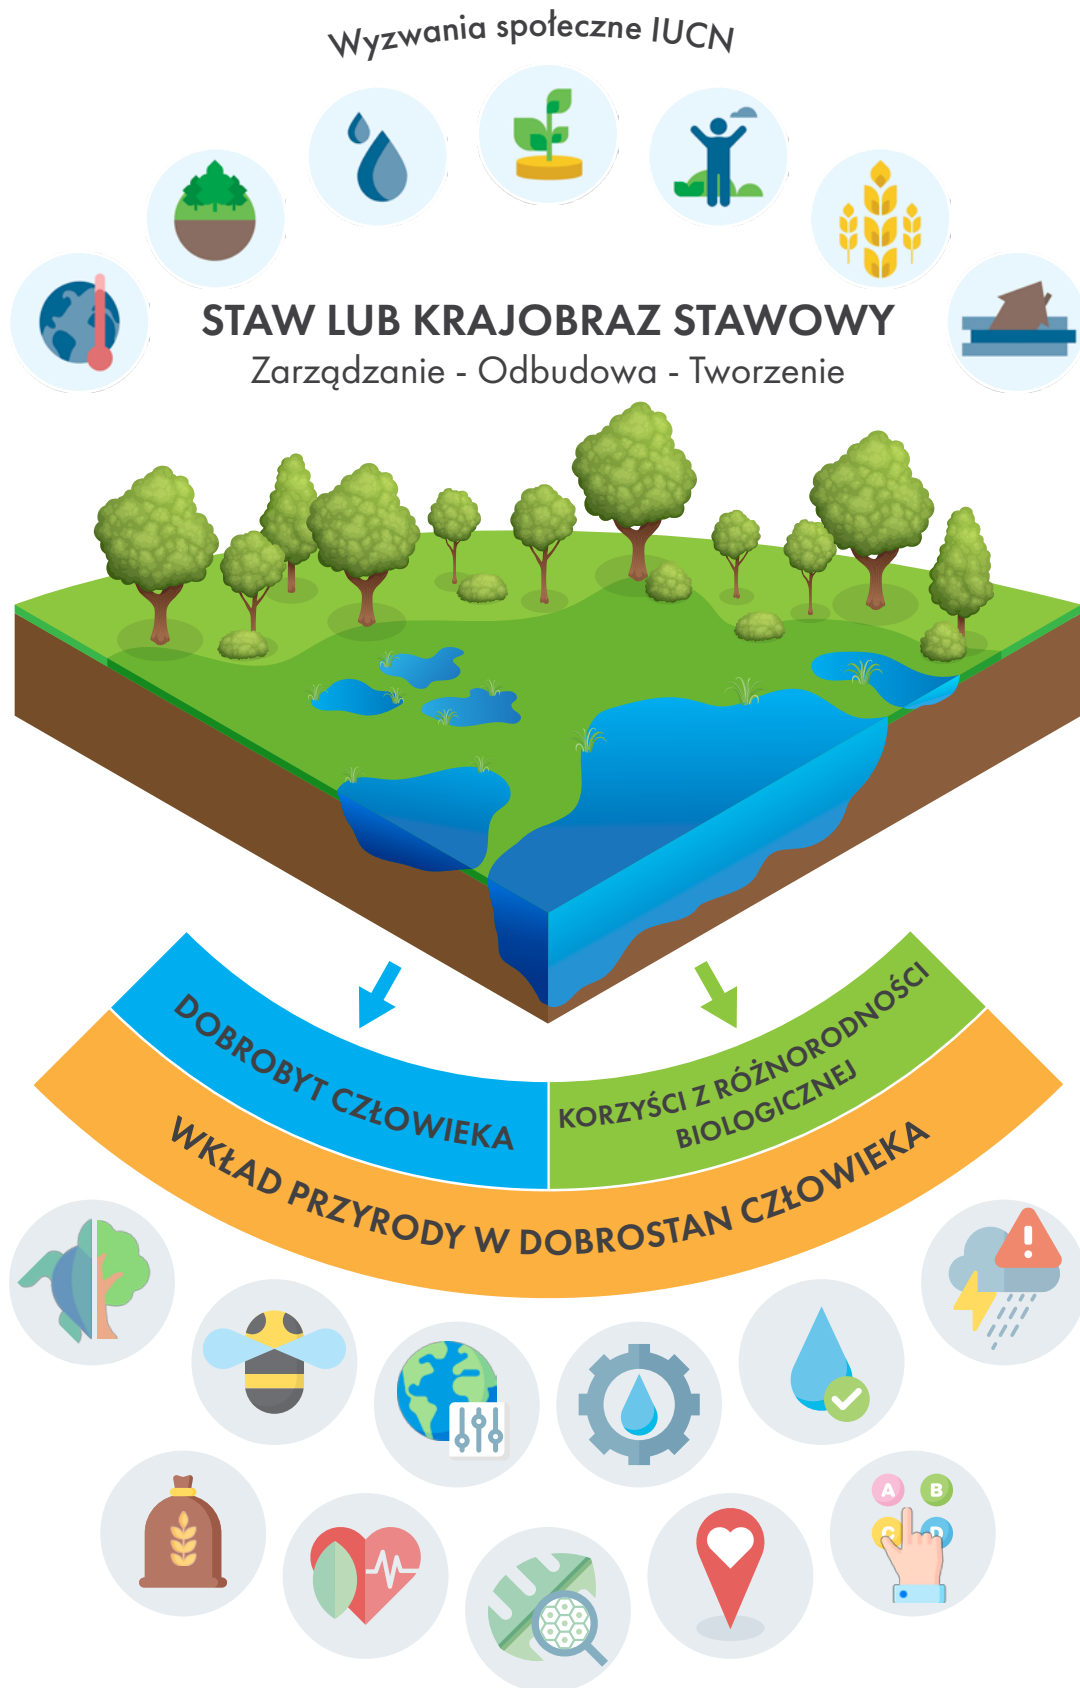 Wyzwania społeczne IUCN
STAW LUB KRAJOBRAZ STAWOWY
Zarządzanie - Odbudowa - Tworzenie
DOBROBYT CZŁOWIEKA
KORZYŚCI Z RÓŻNORODNOŚCI
BIOLOGICZNEJ
WKŁAD PRZYRODY W DOBROSTAN CZŁOWIEKA
A B
C D